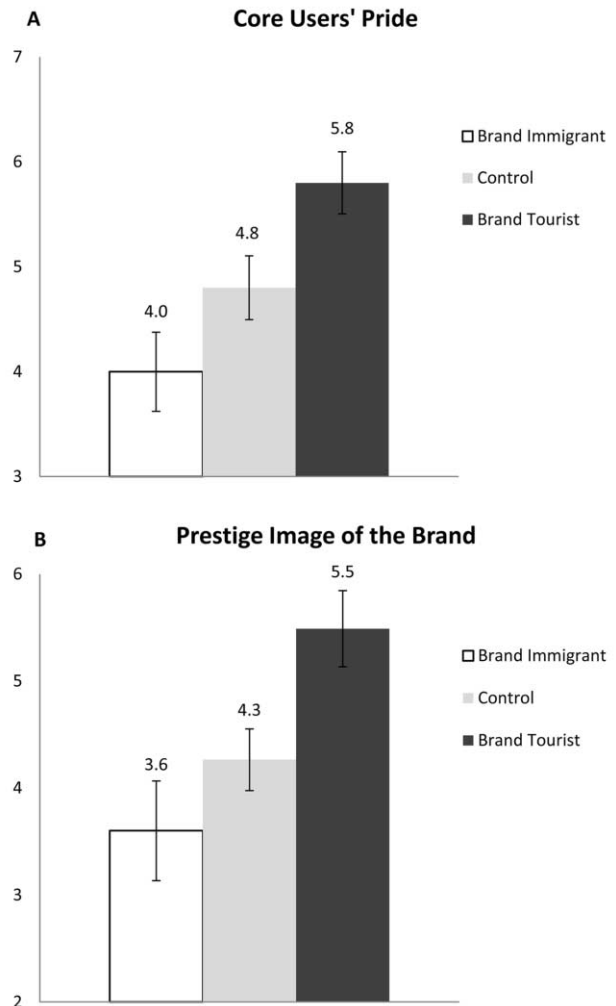 A
Core Users' Pride
7
6
5
4
3
4.0
4.8
5.8
Brand Immigrant
Control
Brand Tourist
B
Prestige Image of the Brand
6
5
4
3
2
3.6
4.3
5.5
Brand Immigrant
Control
Brand Tourist